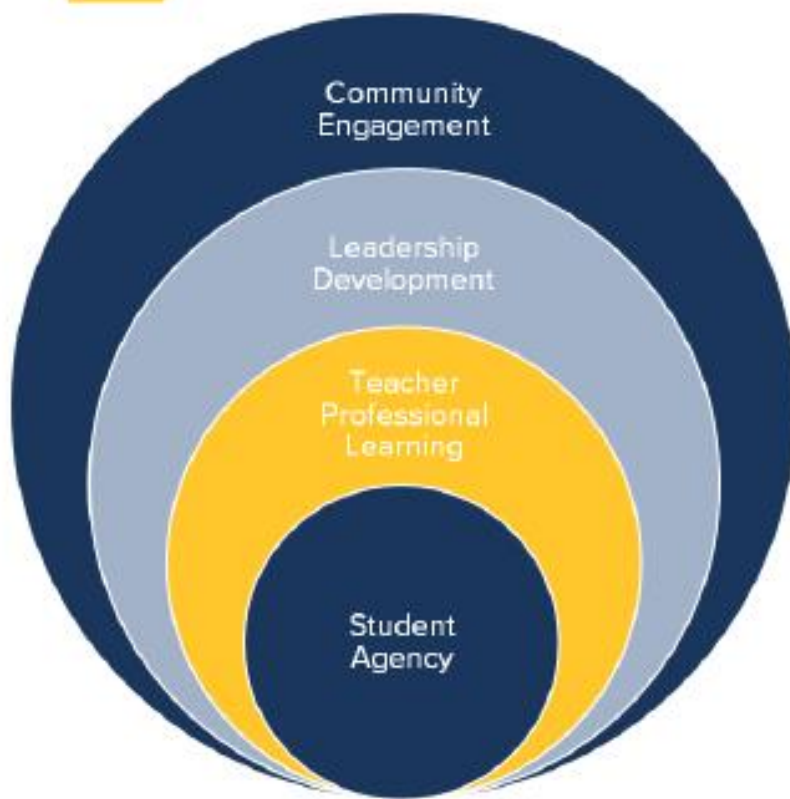 Community
Engagement
Leadership
Development
Teacher
Professional
Learning
Student
Agency